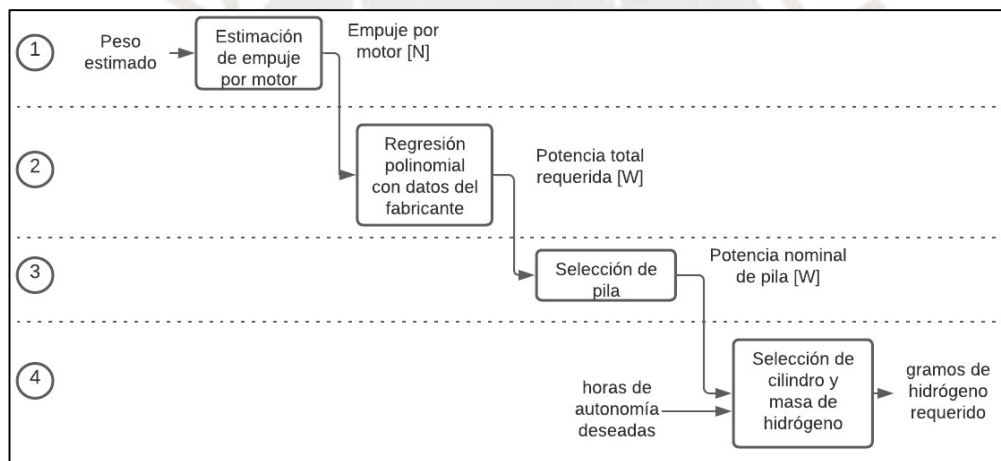 1
Peso
estimado
Estimación
de empuje
por motor
Empuje por
motor [N]
2
Regresión
polinomial
con datos del
fabricante
Potencia total
requerida [W]
3
Selección de
pila
Potencia nominal
de pila [W]
4
horas de
autonomía
deseadas
Selección de
cilindro y
masa de
hidrógeno
gramos de
hidrógeno
requerido